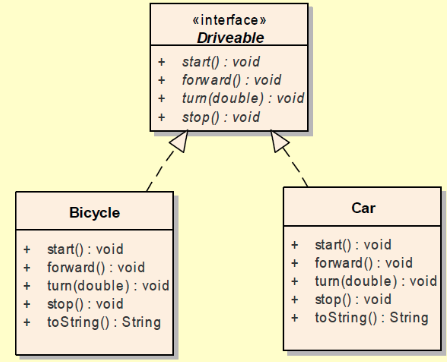 «interface»
Driveable
+ start() : void
+ forward() : void
+ turn(double) : void
+ stop() : void
Bicycle
+ start() : void
+ forward() : void
+ turn(double) : void
+ stop() : void
+ toString() : String
Car
+ start() : void
+ forward() : void
+ turn(double) : void
+ stop() : void
+ toString() : String